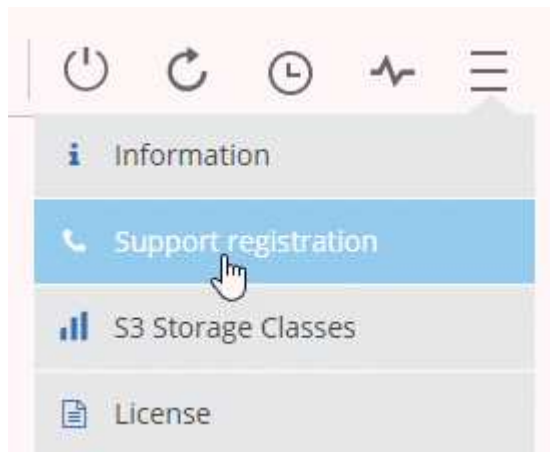 Information
Support registration
S3 Storage Classes
License